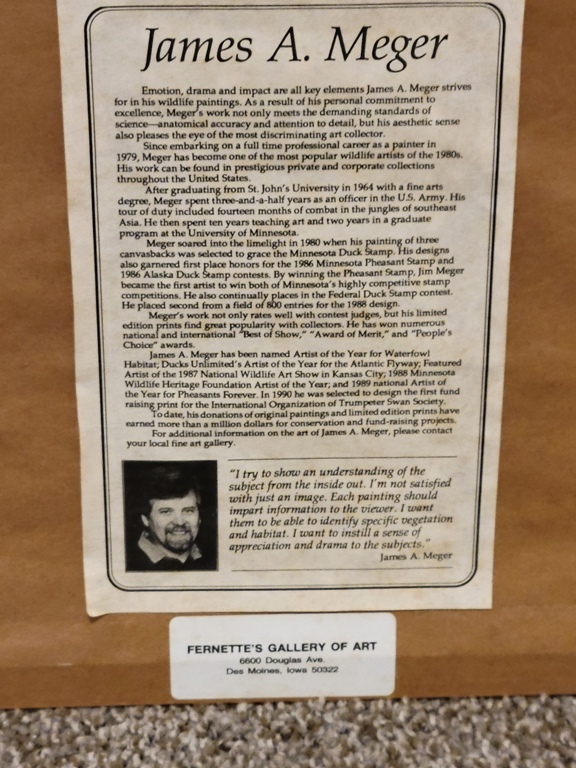 James A. Meger
Emotion, drama and impact are all key elements James A. Meger strives
for in his wildlife paintings. As a result of his personal commitment to
excellence, Meger's work not only meets the demanding standards of
science—anatomical accuracy and attention to detail, but his aesthetic sense
also pleases the eye of the most discriminating art collector.
Since embarking on a full time professional career as a painter in
1979, Meger has become one of the most popular wildlife artists of the 1980s.
His work can be found in prestigious private and corporate collections
throughout the United States.
After graduating from St. John's University in 1964 with a fine arts
degree, Meger spent three-and-a-half years as an officer in the U.S. Army. His
tour of duty included fourteen months of combat in the jungles of southeast
Asia. He then spent ten years teaching art and two years in a graduate
program at the University of Minnesota.
Meger soared into the limelight in 1980 when his painting of three
canvasbacks was selected to grace the Minnesota Duck Stamp. His designs
also garnered first place honors for the 1986 Minnesota Pheasant Stamp and
1986 Alaska Duck Stamp contests. By winning the Pheasant Stamp, Jim Meger
became the first artist to win both of Minnesota's highly competitive stamp
competitions. He also continually places in the Federal Duck Stamp contest.
He placed second from a field of 800 entries for the 1988 design.
Meger's work not only rates well with contest judges, but his limited
edition prints find great popularity with collectors. He has won numerous
national and international "Best of Show," "Award of Merit," and "People's
Choice" awards.
James A. Meger has been named Artist of the Year for Waterfowl
Habitat; Ducks Unlimited's Artist of the Year for the Atlantic Flyway; Featured
Artist of the 1987 National Wildlife Art Show in Kansas City; 1988 Minnesota
Wildlife Heritage Foundation Artist of the Year; and 1989 national Artist of
the Year for Pheasants Forever. In 1990 he was selected to design the first fund
raising print for the International Organization of Trumpeter Swan Society.
To date, his donations of original paintings and limited edition prints have
earned more than a million dollars for conservation and fund-raising projects.
For additional information on the art of James A. Meger, please contact
your local fine art gallery.
"I try to show an understanding of the
subject from the inside out. I'm not satisfied
with just an image. Each painting should
impart information to the viewer. I want
them to be able to identify specific vegetation
and habitat. I want to instill a sense of
appreciation and drama to the subjects."
James A. Meger
FERNETTE'S GALLERY OF ART
6600 Douglas Ave.
Des Moines, Iowa 50322